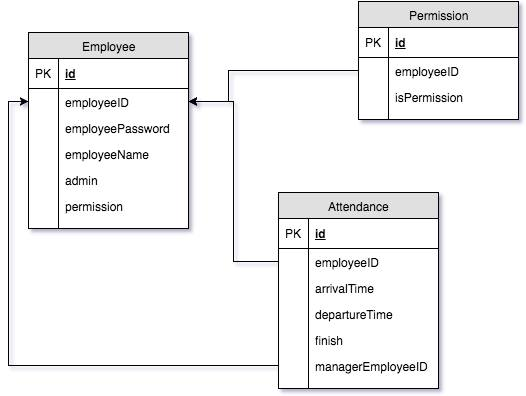 Permission
PK id
employeeID
isPermission
Employee
PK id
employeeID
employeePassword
employeeName
admin
permission
Attendance
PK id
employeeID
arrivalTime
departureTime
finish
managerEmployeeID